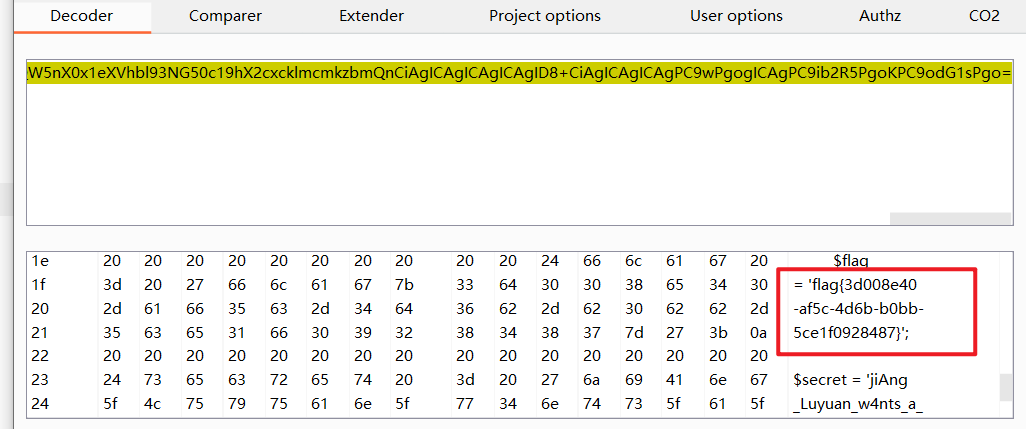 Decoder Comparer Extender Project options User options Authz CO2
W5nX0x1eXVhbl93NG50c19hX2cxcklmcmkzbmQnCiAgICAgICAgICAgID8+CiAgICAgICAgPC9wPgogICAgPC9ib2R5PgoKPC9odG1sPgo=
1e 20 20 20 20 20 20 20 20 20 20 24 66 6c 61 67 20 $flag
1f 3d 20 27 66 6c 61 67 7b 33 64 30 30 38 65 34 30 = 'flag{3d008e40
20 2d 61 66 35 63 2d 34 64 36 62 2d 62 30 62 62 2d -af5c-4d6b-b0bb-
21 35 63 65 31 66 30 39 32 38 34 38 37 7d 27 3b 0a 5ce1f0928487}';
22 20 20 20 20 20 20 20 20 20 20 20 20 20 20 20 20
23 24 73 65 63 72 65 74 20 3d 20 27 6a 69 41 6e 67 $secret = 'jiAng
24 5f 4c 75 79 75 61 6e 5f 77 34 6e 74 73 5f 61 5f _Luyuan_w4nts_a_